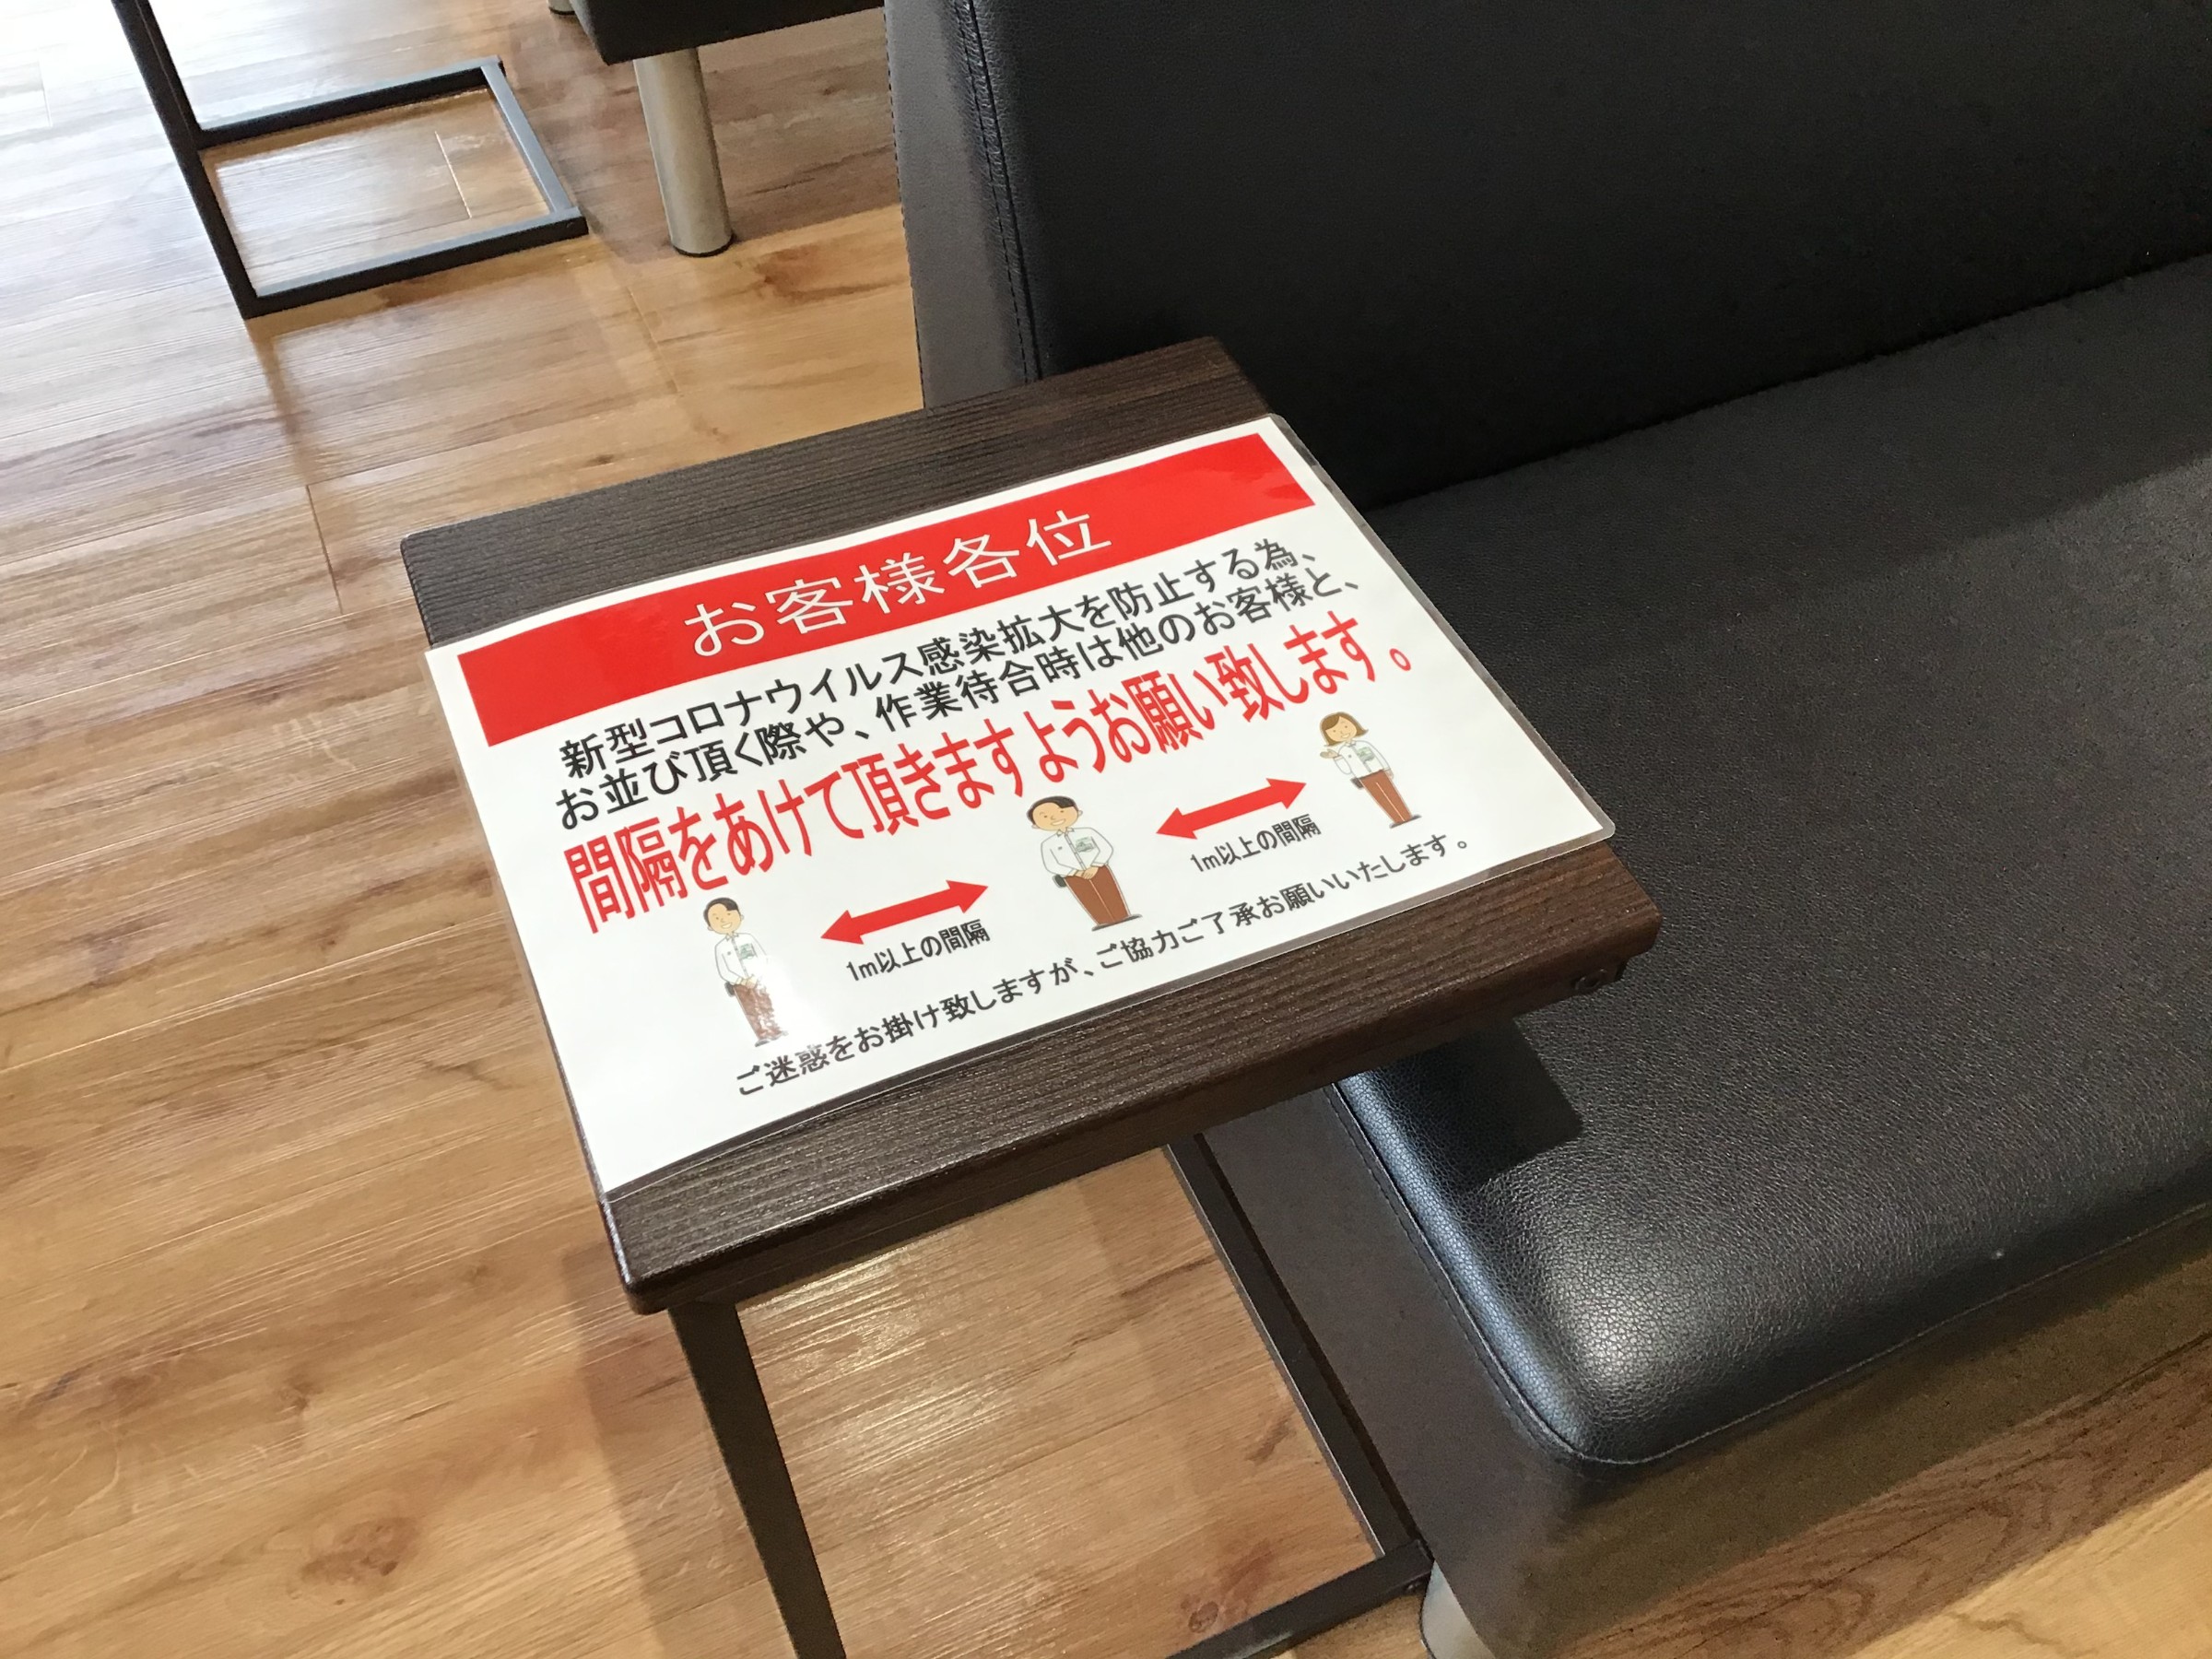 お客様各位
新型コロナウイルス感染拡大を防止する為、
お並び頂く際や、作業待合時は他のお客様と、
間隔をあけて頂きますようお願い致します。
1m以上の間隔
1m以上の間隔
ご迷惑をお掛け致しますが、ご協力ご了承お願いいたします。